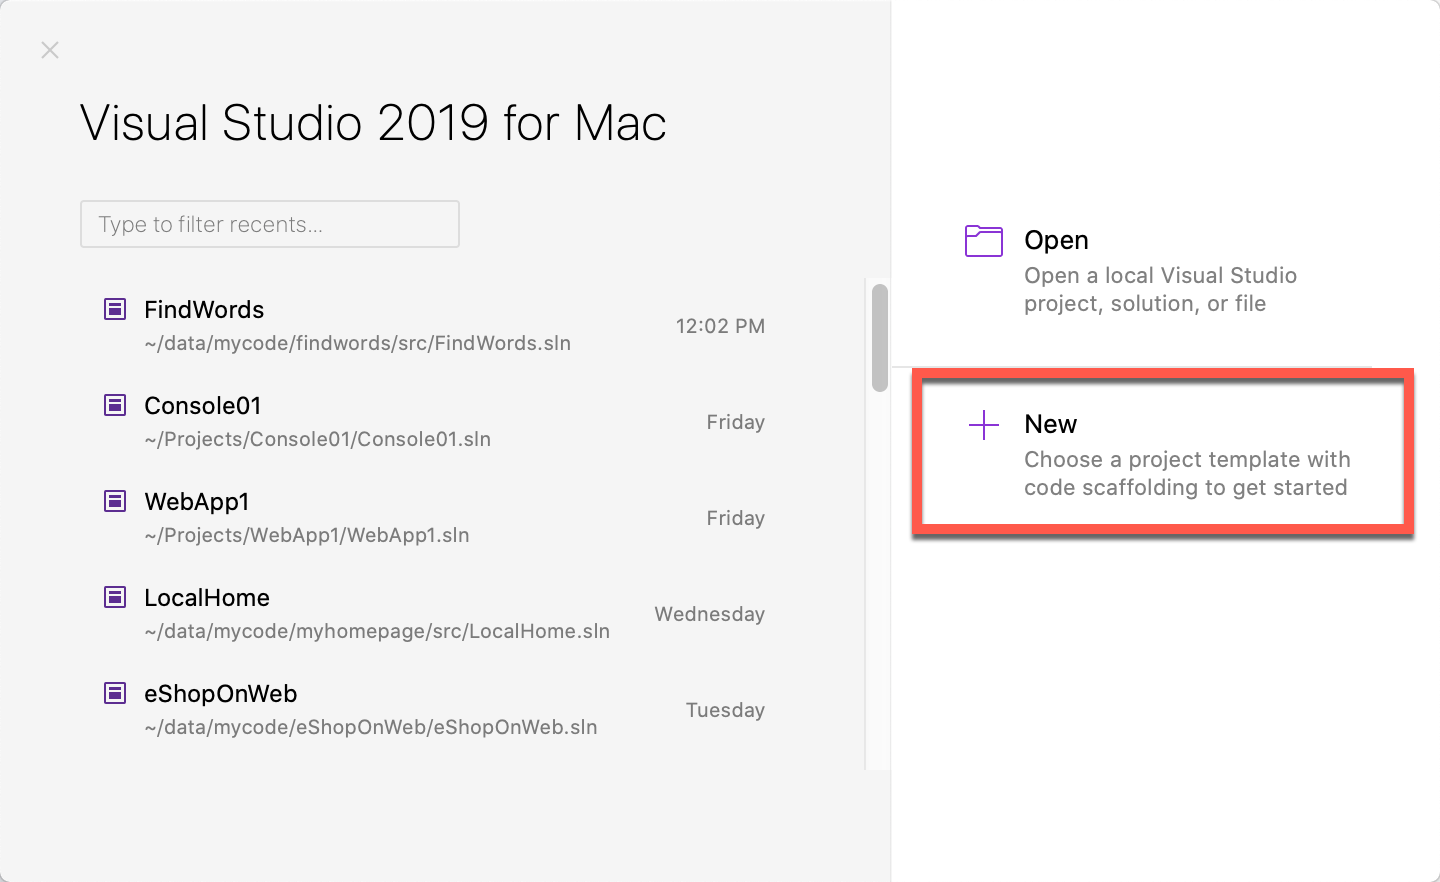 Visual Studio 2019 for Mac
Type to filter recents...
FindWords
~/data/mycode/findwords/src/FindWords.sln
12:02 PM
Console01
~/Projects/Console01/Console01.sln
Friday
WebApp1
~/Projects/WebApp1/WebApp1.sln
Friday
LocalHome
~/data/mycode/myhomepage/src/LocalHome.sln
Wednesday
eShopOnWeb
~/data/mycode/eShopOnWeb/eShopOnWeb.sln
Tuesday
Open
Open a local Visual Studio
project, solution, or file
New
Choose a project template with
code scaffolding to get started